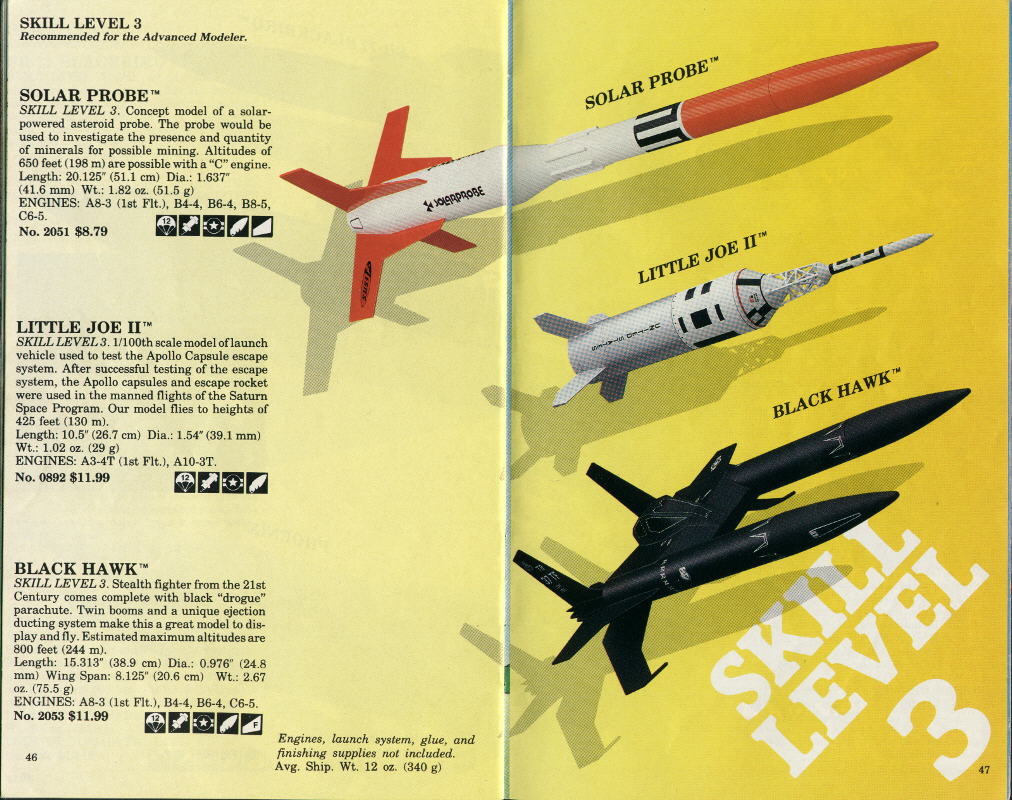 SKILL LEVEL 3
Recommended for the Advanced Modeler.
SOLAR PROBE™
SKILL LEVEL 3. Concept model of a solar-
powered asteroid probe. The probe would be
used to investigate the presence and quantity
of minerals for possible mining. Altitudes of
650 feet (198 m) are possible with a “C” engine.
Length: 20.125″ (51.1 cm) Dia.: 1.637″
(41.6 mm) Wt.: 1.82 oz. (51.5 g)
ENGINES: A8-3 (1st Flt.), B4-4, B6-4, B8-5,
C6-5.
No. 2051 $8.79
12
LITTLE JOE II™
SKILL LEVEL 3. 1/100th scale model of launch
vehicle used to test the Apollo Capsule escape
system. After successful testing of the escape
system, the Apollo capsules and escape rocket
were used in the manned flights of the Saturn
Space Program. Our model flies to heights of
425 feet (130 m).
Length: 10.5″ (26.7 cm) Dia.: 1.54″ (39.1 mm)
Wt.: 1.02 oz. (29 g)
ENGINES: A3-4T (1st Flt.), A10-3T.
No. 0892 $11.99
12
BLACK HAWK™
SKILL LEVEL 3. Stealth fighter from the 21st
Century comes complete with black “drogue”
parachute. Twin booms and a unique ejection
ducting system make this a great model to dis-
play and fly. Estimated maximum altitudes are
800 feet (244 m).
Length: 15.313″ (38.9 cm) Dia.: 0.976″ (24.8
mm) Wing Span: 8.125″ (20.6 cm) Wt.: 2.67
oz. (75.5 g)
ENGINES: A8-3 (1st Flt.), B4-4, B6-4, C6-5.
No. 2053 $11.99
12 F
Engines, launch system, glue, and
finishing supplies not included.
Avg. Ship. Wt. 12 oz. (340 g)
46
SOLAR PROBE™
SOLARPROBE
LITTLE JOE II™
UNITED STATES
BLACK HAWK™
SKILL
LEVEL
3
47